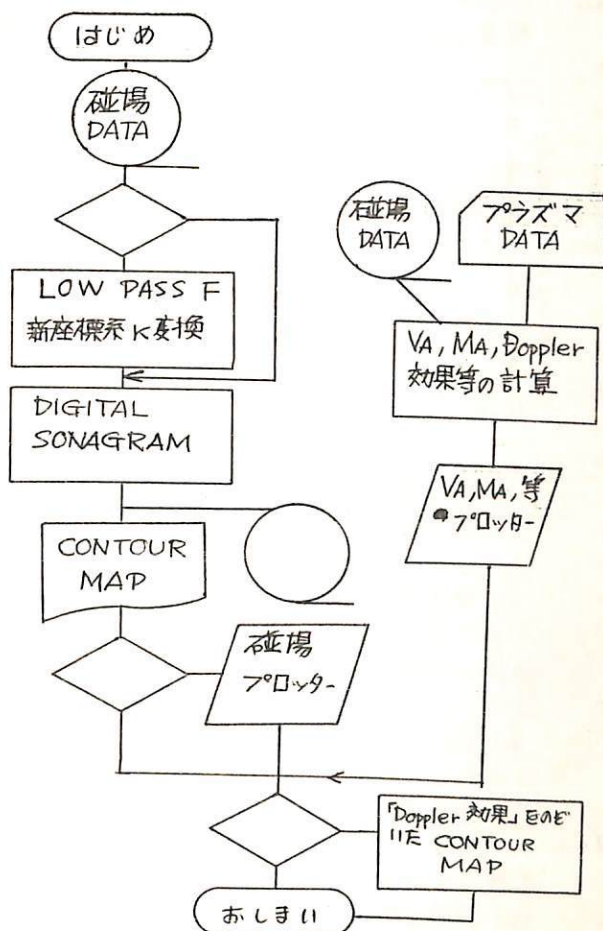 はじめ
磁場
DATA
LOW PASS F
新座標系に変換
DIGITAL
SONAGRAM
CONTOUR
MAP
磁場
プロッター
磁場
DATA
プラズマ
DATA
VA, MA, Doppler
効果等の計算
VA, MA, 等
プロッター
「Doppler 効果」をのぞ
いた CONTOUR
MAP
おしまい